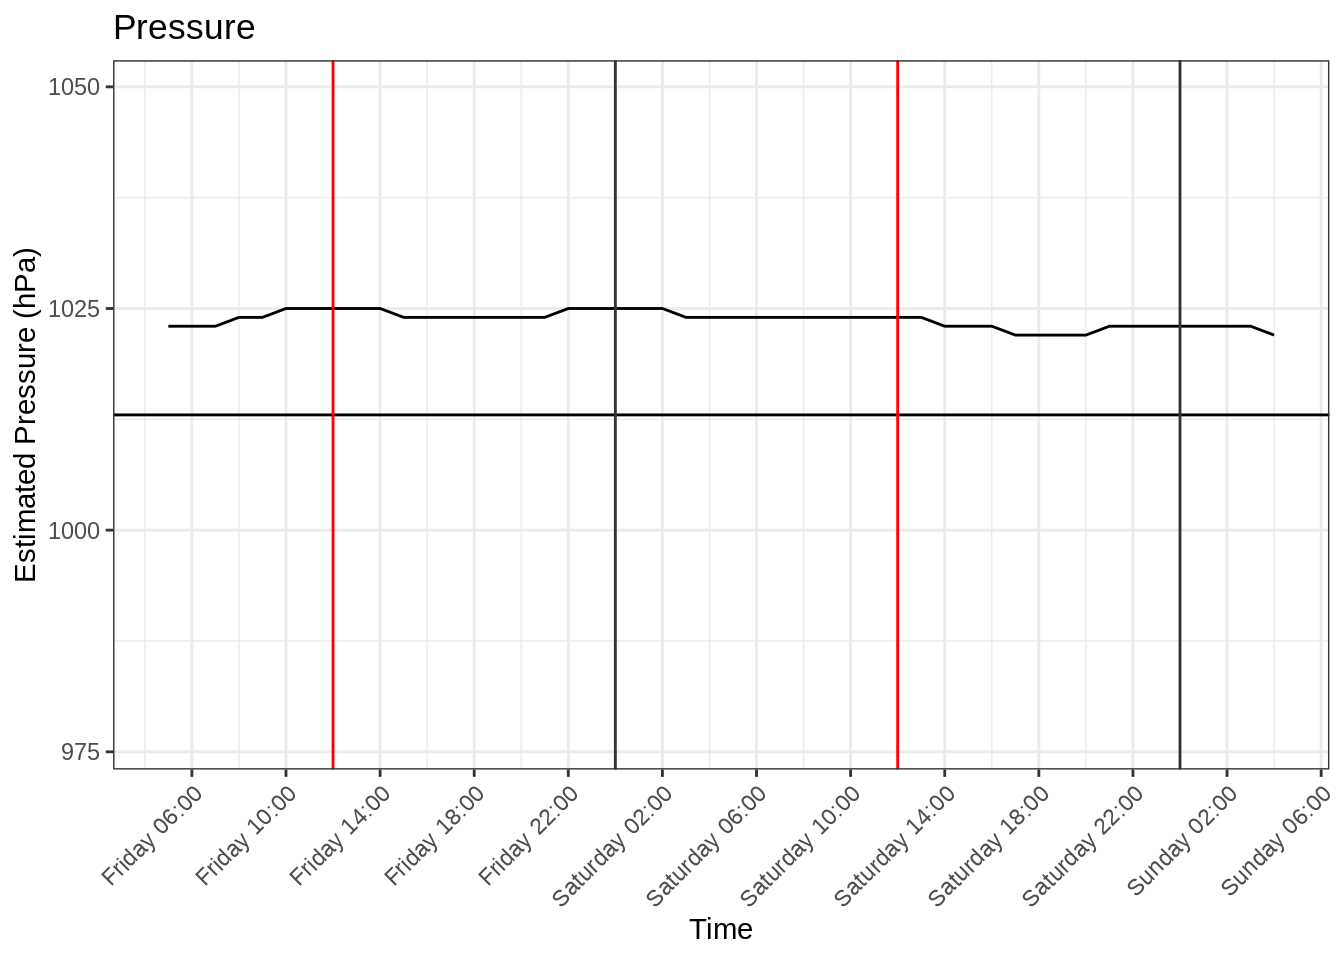 Pressure
Estimated Pressure (hPa)
1050
1025
1000
975
Friday 06:00
Friday 10:00
Friday 14:00
Friday 18:00
Friday 22:00
Saturday 02:00
Saturday 06:00
Saturday 10:00
Saturday 14:00
Saturday 18:00
Saturday 22:00
Sunday 02:00
Sunday 06:00
Time